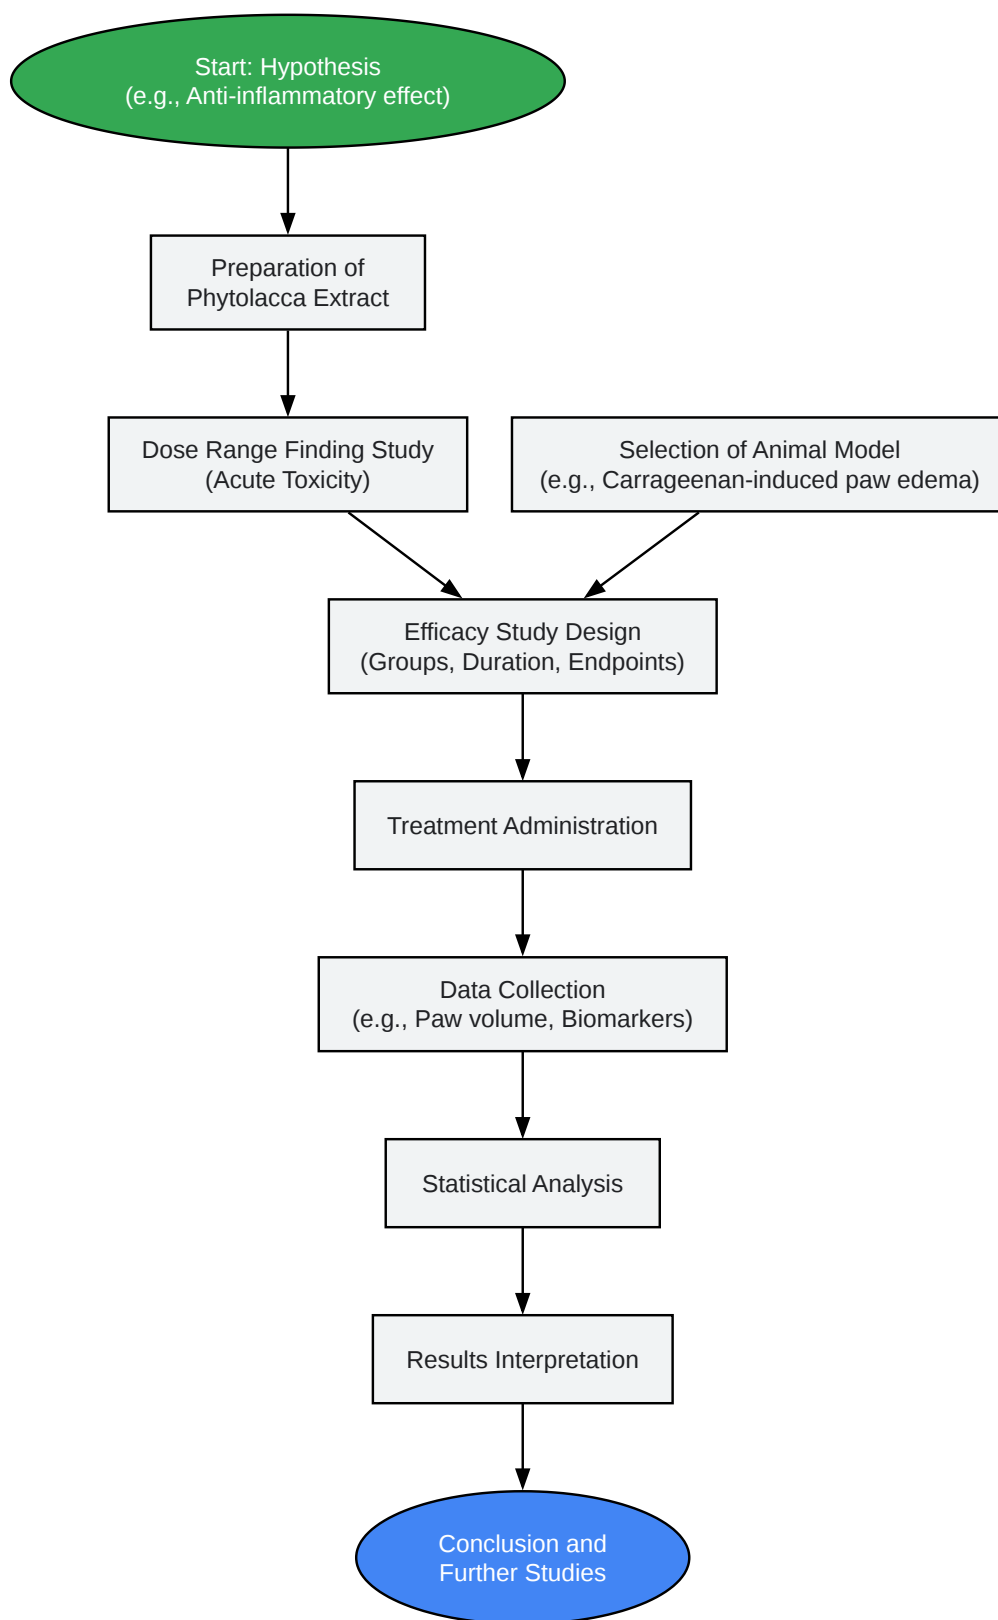 Start: Hypothesis
(e.g., Anti-inflammatory effect)
Preparation of
Phytolacca Extract
Dose Range Finding Study
(Acute Toxicity)
Selection of Animal Model
(e.g., Carrageenan-induced paw edema)
Efficacy Study Design
(Groups, Duration, Endpoints)
Treatment Administration
Data Collection
(e.g., Paw volume, Biomarkers)
Statistical Analysis
Results Interpretation
Conclusion and
Further Studies